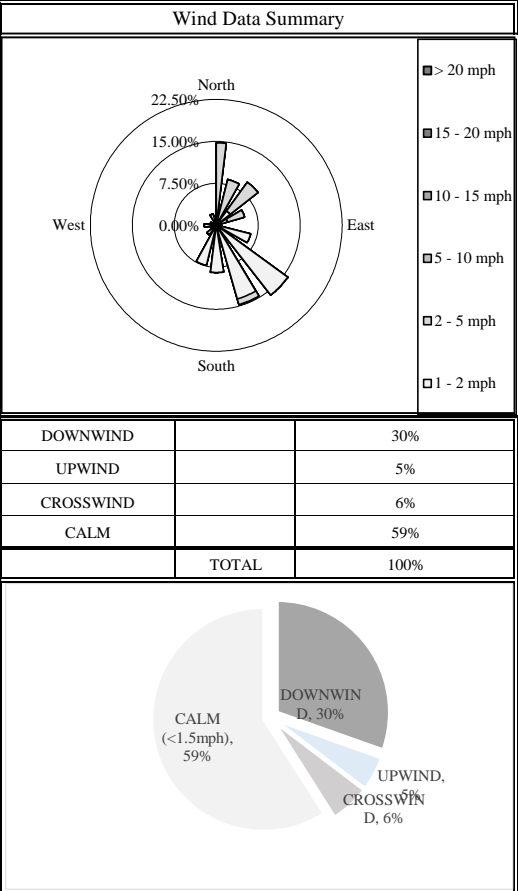 Wind Data Summary
North
22.50%
15.00%
7.50%
0.00%
West
East
South
> 20 mph
15 - 20 mph
10 - 15 mph
5 - 10 mph
2 - 5 mph
1 - 2 mph
DOWNWIND 30%
UPWIND 5%
CROSSWIND 6%
CALM 59%
TOTAL 100%
DOWNWIN
D, 30%
CALM
(<1.5mph),
59%
UPWIND,
5%
CROSSWIN
D, 6%